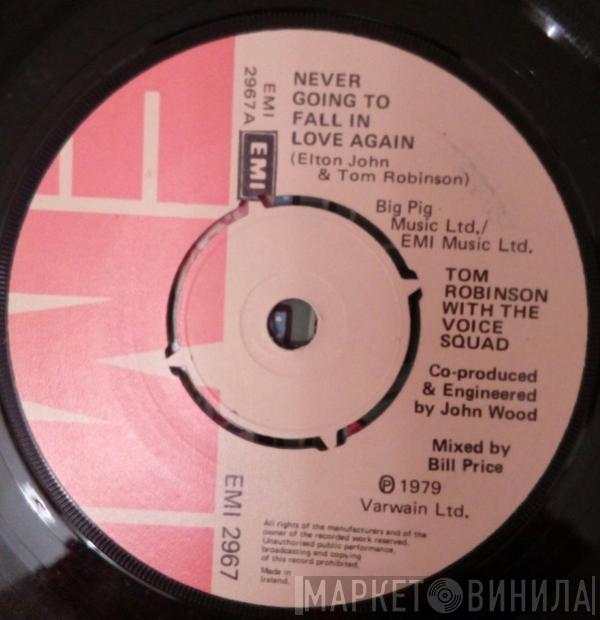 NEVER
GOING TO
FALL IN
LOVE AGAIN
(Elton John
& Tom Robinson)
EMI
2967A
EMI
Big Pig
Music Ltd./
EMI Music Ltd.
TOM
ROBINSON
WITH THE
VOICE
SQUAD
Co-produced
& Engineered
by John Wood
Mixed by
Bill Price
℗ 1979
Varwain Ltd.
EMI 2967
All rights of the manufacturers and of the
owner of the recorded work reserved.
Unauthorised public performance,
broadcasting and copying
of this record prohibited.
Made in
Ireland.
МАРКЕТ ВИНИЛА